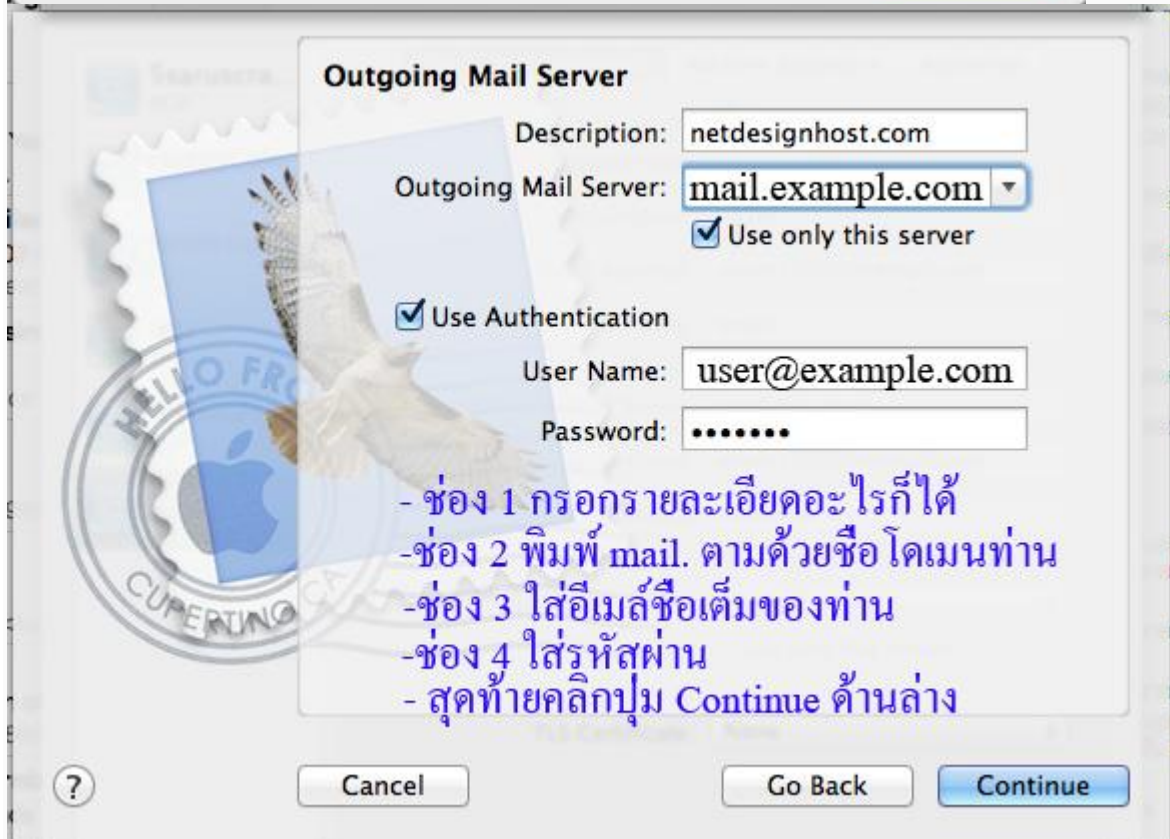 Outgoing Mail Server
Description: netdesignhost.com
Outgoing Mail Server: mail.example.com
Use only this server
Use Authentication
User Name: user@example.com
Password: •••••••
HELLO FRO
CUPERTINO CA
- ช่อง 1 กรอกรายละเอียดอะไรก็ได้
-ช่อง 2 พิมพ์ mail. ตามด้วยชื่อโดเมนท่าน
-ช่อง 3 ใส่อีเมล์ชื่อเต็มของท่าน
-ช่อง 4 ใส่รหัสผ่าน
- สุดท้ายคลิกปุ่ม Continue ด้านล่าง
? Cancel Go Back Continue